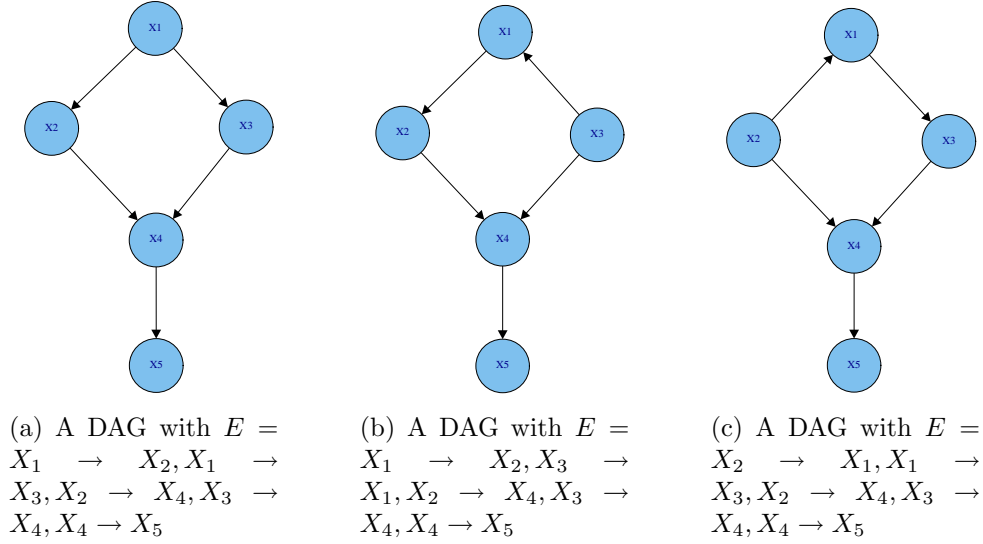 X1
X2
X3
X4
X5
(a) A DAG with E =
X₁ → X₂, X₁ →
X₃, X₂ → X₄, X₃ →
X₄, X₄ → X₅
X1
X2
X3
X4
X5
(b) A DAG with E =
X₁ → X₂, X₃ →
X₁, X₂ → X₄, X₃ →
X₄, X₄ → X₅
X1
X2
X3
X4
X5
(c) A DAG with E =
X₂ → X₁, X₁ →
X₃, X₂ → X₄, X₃ →
X₄, X₄ → X₅